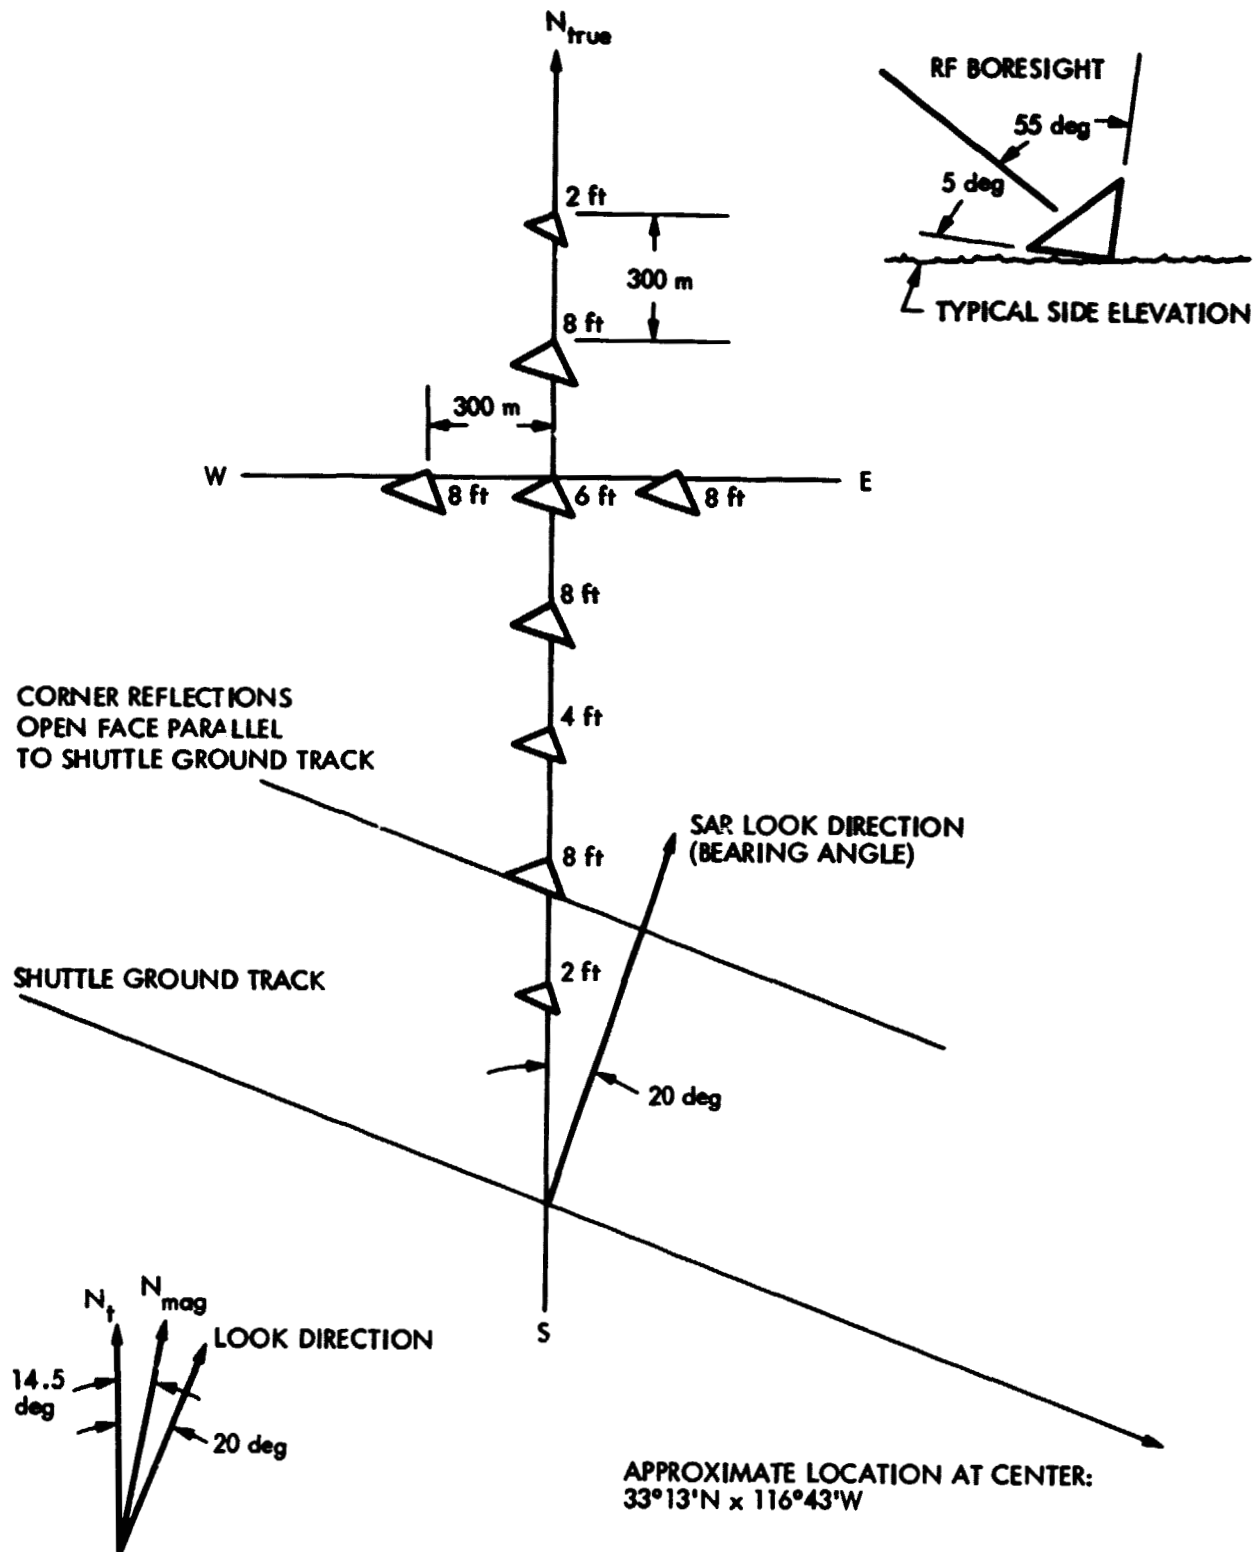 N true
RF BORESIGHT
55 deg
5 deg
TYPICAL SIDE ELEVATION
2 ft
300 m
8 ft
300 m
W
E
8 ft
6 ft
8 ft
8 ft
4 ft
CORNER REFLECTIONS
OPEN FACE PARALLEL
TO SHUTTLE GROUND TRACK
8 ft
SAR LOOK DIRECTION
(BEARING ANGLE)
SHUTTLE GROUND TRACK
2 ft
20 deg
S
N t
N mag
LOOK DIRECTION
14.5
deg
20 deg
APPROXIMATE LOCATION AT CENTER:
33°13'N x 116°43'W